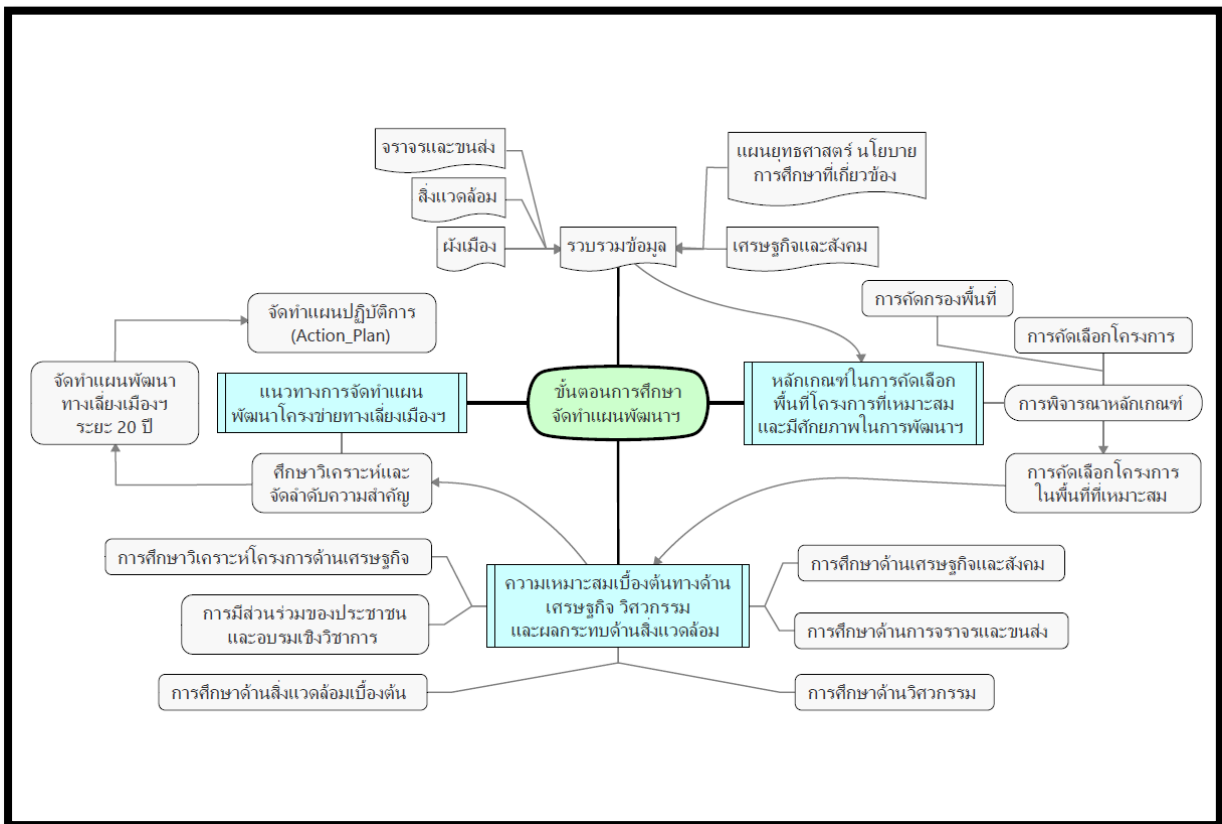 จราจรและขนส่ง
แผนยุทธศาสตร์ นโยบาย
การศึกษาที่เกี่ยวข้อง
สิ่งแวดล้อม
ผังเมือง
รวบรวมข้อมูล
เศรษฐกิจและสังคม
การคัดกรองพื้นที่
จัดทำแผนปฏิบัติการ
(Action_Plan)
การคัดเลือกโครงการ
จัดทำแผนพัฒนา
ทางเลี่ยงเมืองฯ
ระยะ 20 ปี
แนวทางการจัดทำแผน
พัฒนาโครงข่ายทางเลี่ยงเมืองฯ
ขั้นตอนการศึกษา
จัดทำแผนพัฒนาฯ
หลักเกณฑ์ในการคัดเลือก
พื้นที่โครงการที่เหมาะสม
และมีศักยภาพในการพัฒนาฯ
การพิจารณาหลักเกณฑ์
ศึกษาวิเคราะห์และ
จัดลำดับความสำคัญ
การคัดเลือกโครงการ
ในพื้นที่ที่เหมาะสม
การศึกษาวิเคราะห์โครงการด้านเศรษฐกิจ
ความเหมาะสมเบื้องต้นทางด้าน
เศรษฐกิจ วิศวกรรม
และผลกระทบด้านสิ่งแวดล้อม
การศึกษาด้านเศรษฐกิจและสังคม
การมีส่วนร่วมของประชาชน
และอบรมเชิงวิชาการ
การศึกษาด้านการจราจรและขนส่ง
การศึกษาด้านสิ่งแวดล้อมเบื้องต้น
การศึกษาด้านวิศวกรรม